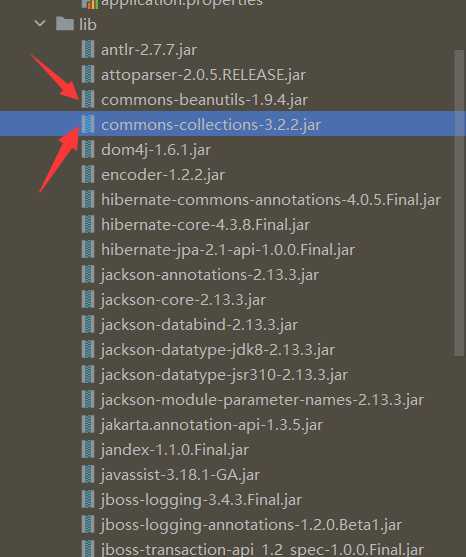 application.properties
lib
antlr-2.7.7.jar
attoparser-2.0.5.RELEASE.jar
commons-beanutils-1.9.4.jar
commons-collections-3.2.2.jar
dom4j-1.6.1.jar
encoder-1.2.2.jar
hibernate-commons-annotations-4.0.5.Final.jar
hibernate-core-4.3.8.Final.jar
hibernate-jpa-2.1-api-1.0.0.Final.jar
jackson-annotations-2.13.3.jar
jackson-core-2.13.3.jar
jackson-databind-2.13.3.jar
jackson-datatype-jdk8-2.13.3.jar
jackson-datatype-jsr310-2.13.3.jar
jackson-module-parameter-names-2.13.3.jar
jakarta.annotation-api-1.3.5.jar
jandex-1.1.0.Final.jar
javassist-3.18.1-GA.jar
jboss-logging-3.4.3.Final.jar
jboss-logging-annotations-1.2.0.Beta1.jar
jboss-transaction-api_1.2_spec-1.0.0.Final.jar